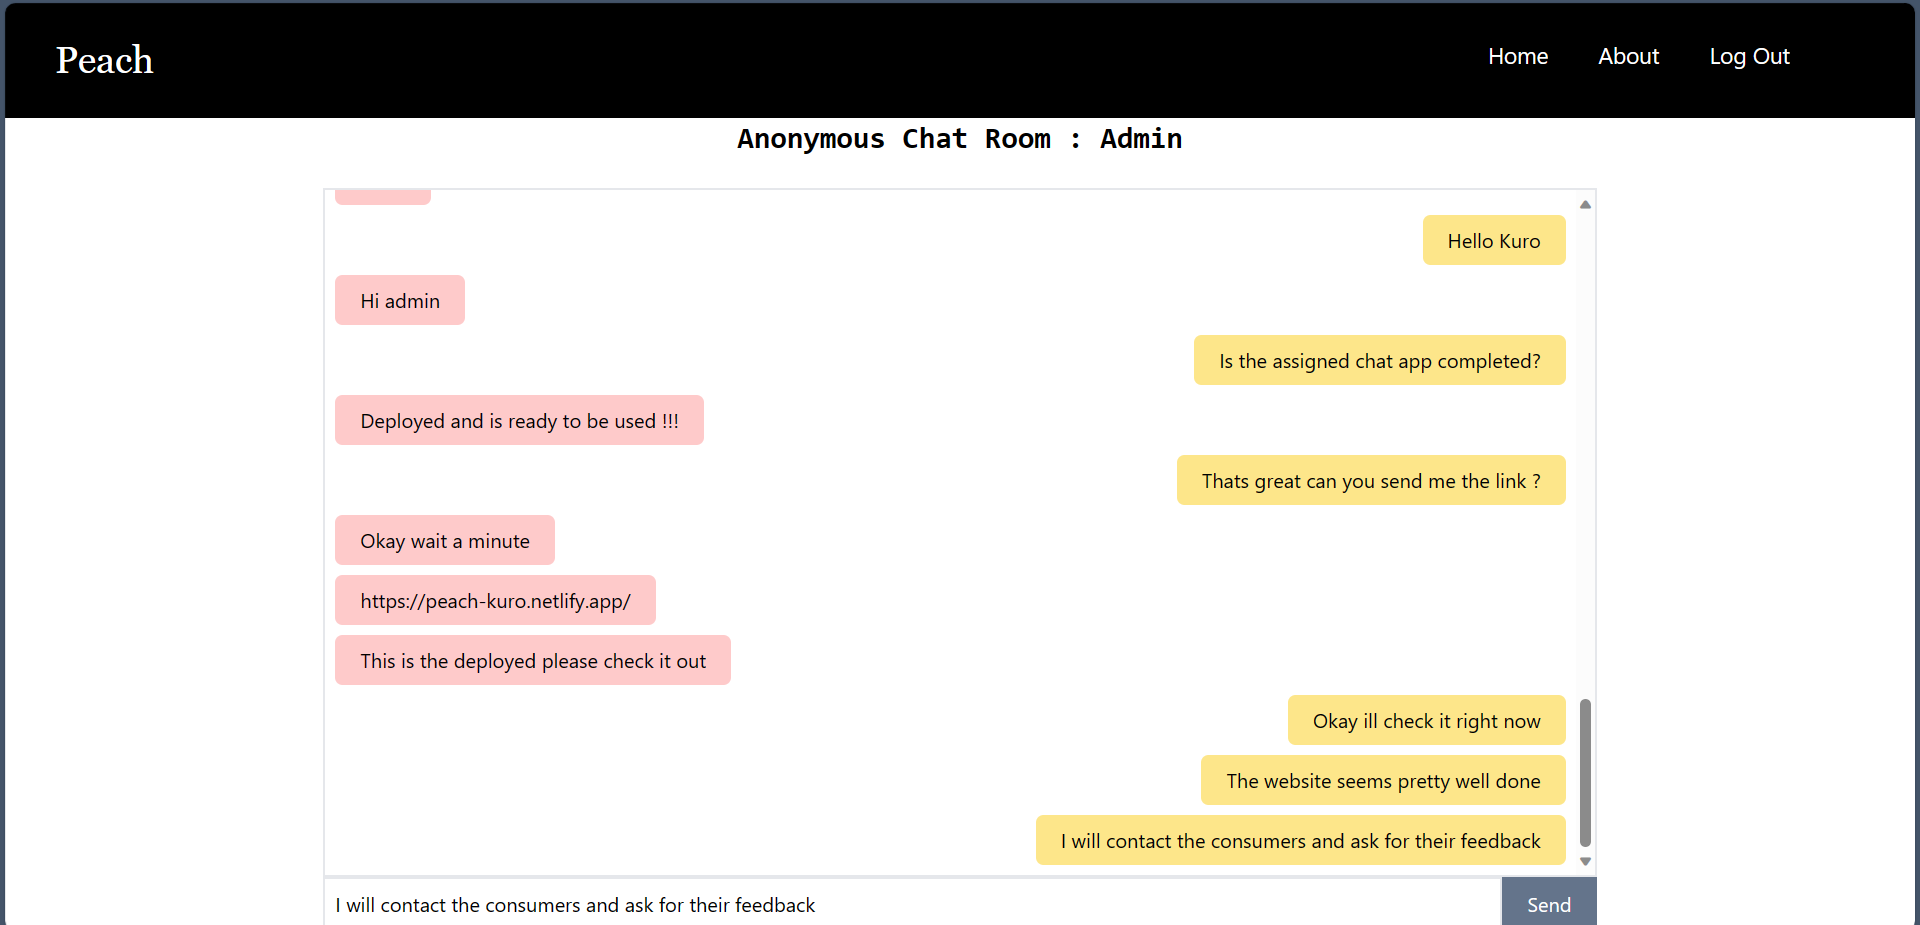 Peach
Home
About
Log Out
Anonymous Chat Room : Admin
Hello Kuro
Hi admin
Is the assigned chat app completed?
Deployed and is ready to be used !!!
Thats great can you send me the link ?
Okay wait a minute
https://peach-kuro.netlify.app/
This is the deployed please check it out
Okay ill check it right now
The website seems pretty well done
I will contact the consumers and ask for their feedback
I will contact the consumers and ask for their feedback
Send